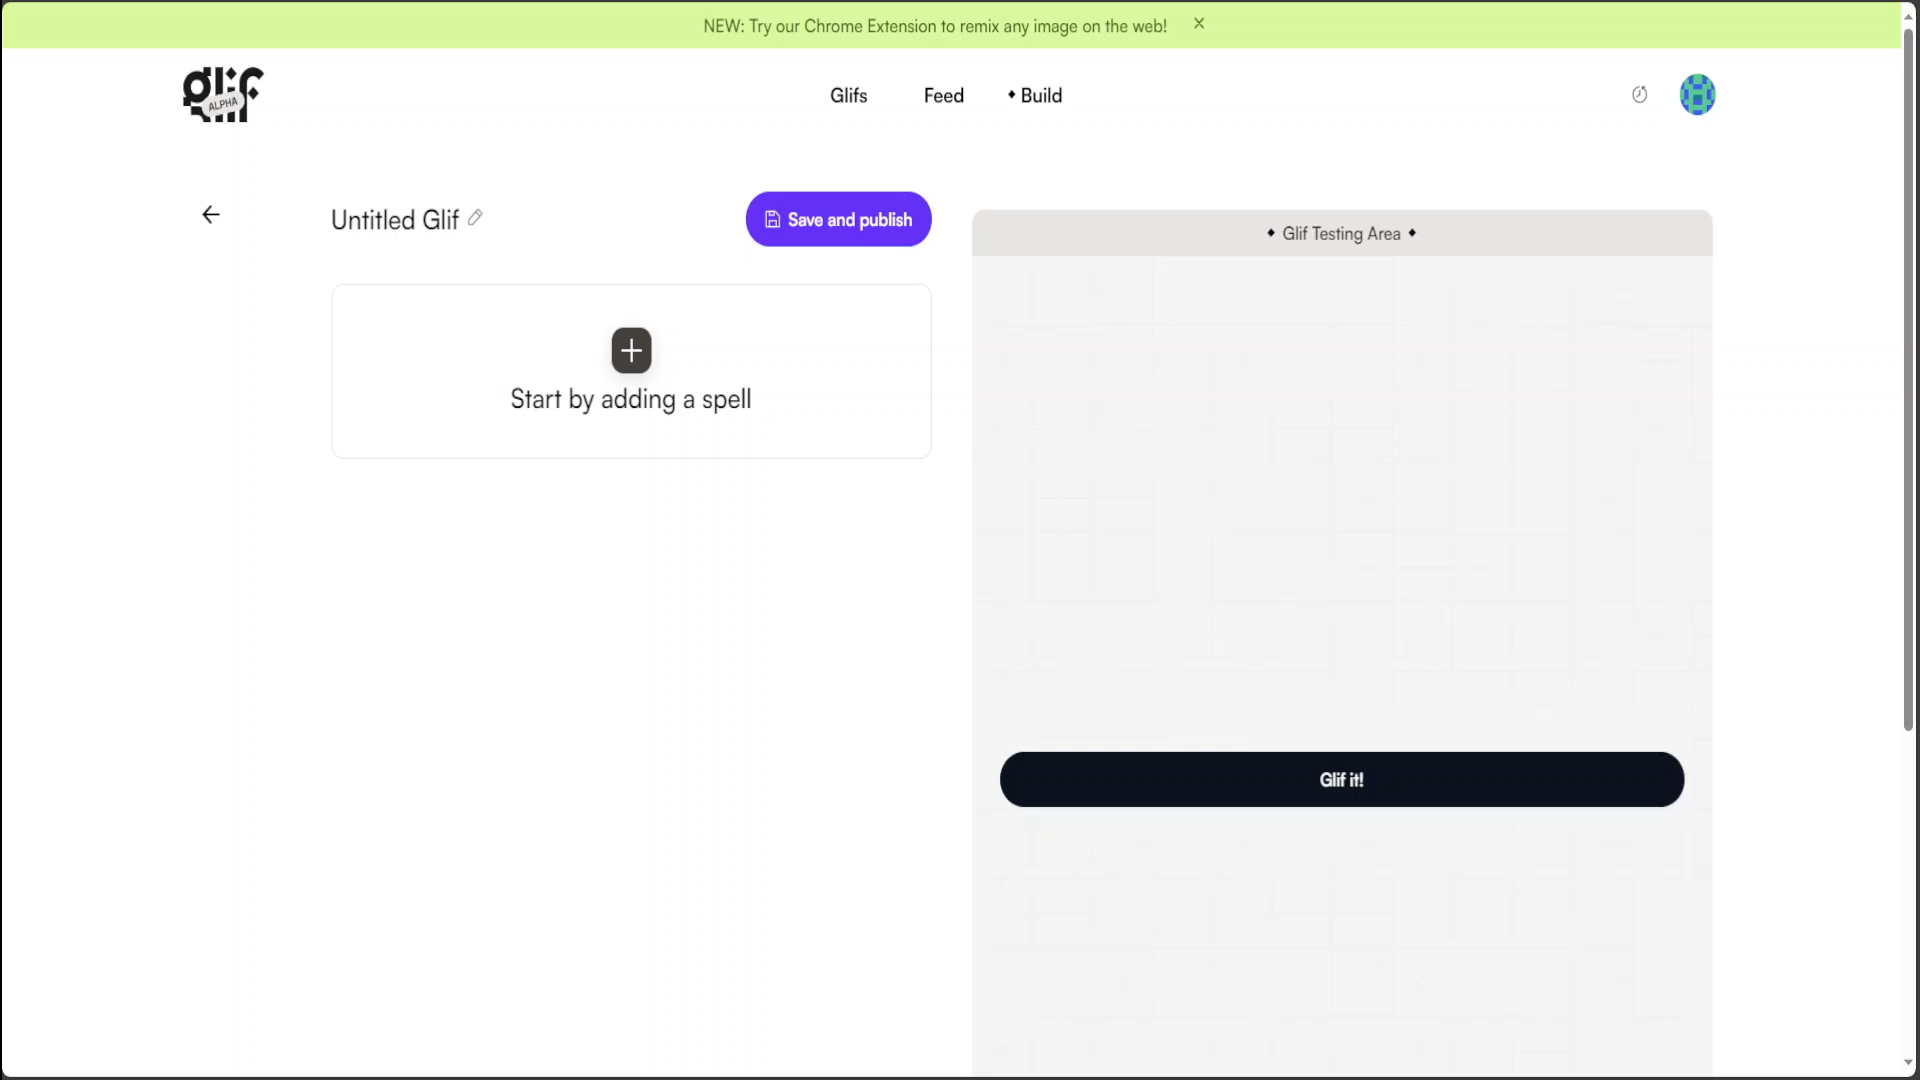 NEW: Try our Chrome Extension to remix any image on the web!
glif
ALPHA
Glifs
Feed
Build
Untitled Glif
Save and publish
Glif Testing Area
Start by adding a spell
Glif it!